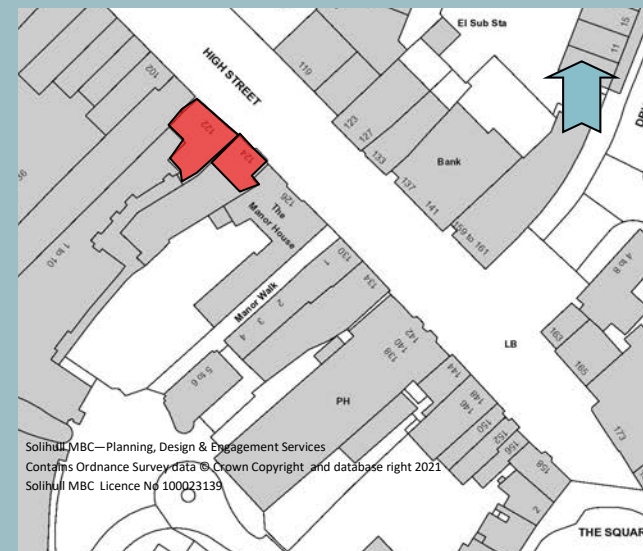 El Sub Sta
15
11
102
HIGH STREET
119
122
123
127
133
124
Bank
137
141
159 to 161
126
The
Manor House
36
1 to 10
130
1
134
Manor Walk
2
3
4
4 to 8
142
140
138
LB
163
165
144
5 to 6
148
146
PH
150
152
156
158
173
2
Solihull MBC—Planning, Design & Engagement Services
Contains Ordnance Survey data © Crown Copyright  and database right 2021
Solihull MBC  Licence No 100023139
THE SQUAR